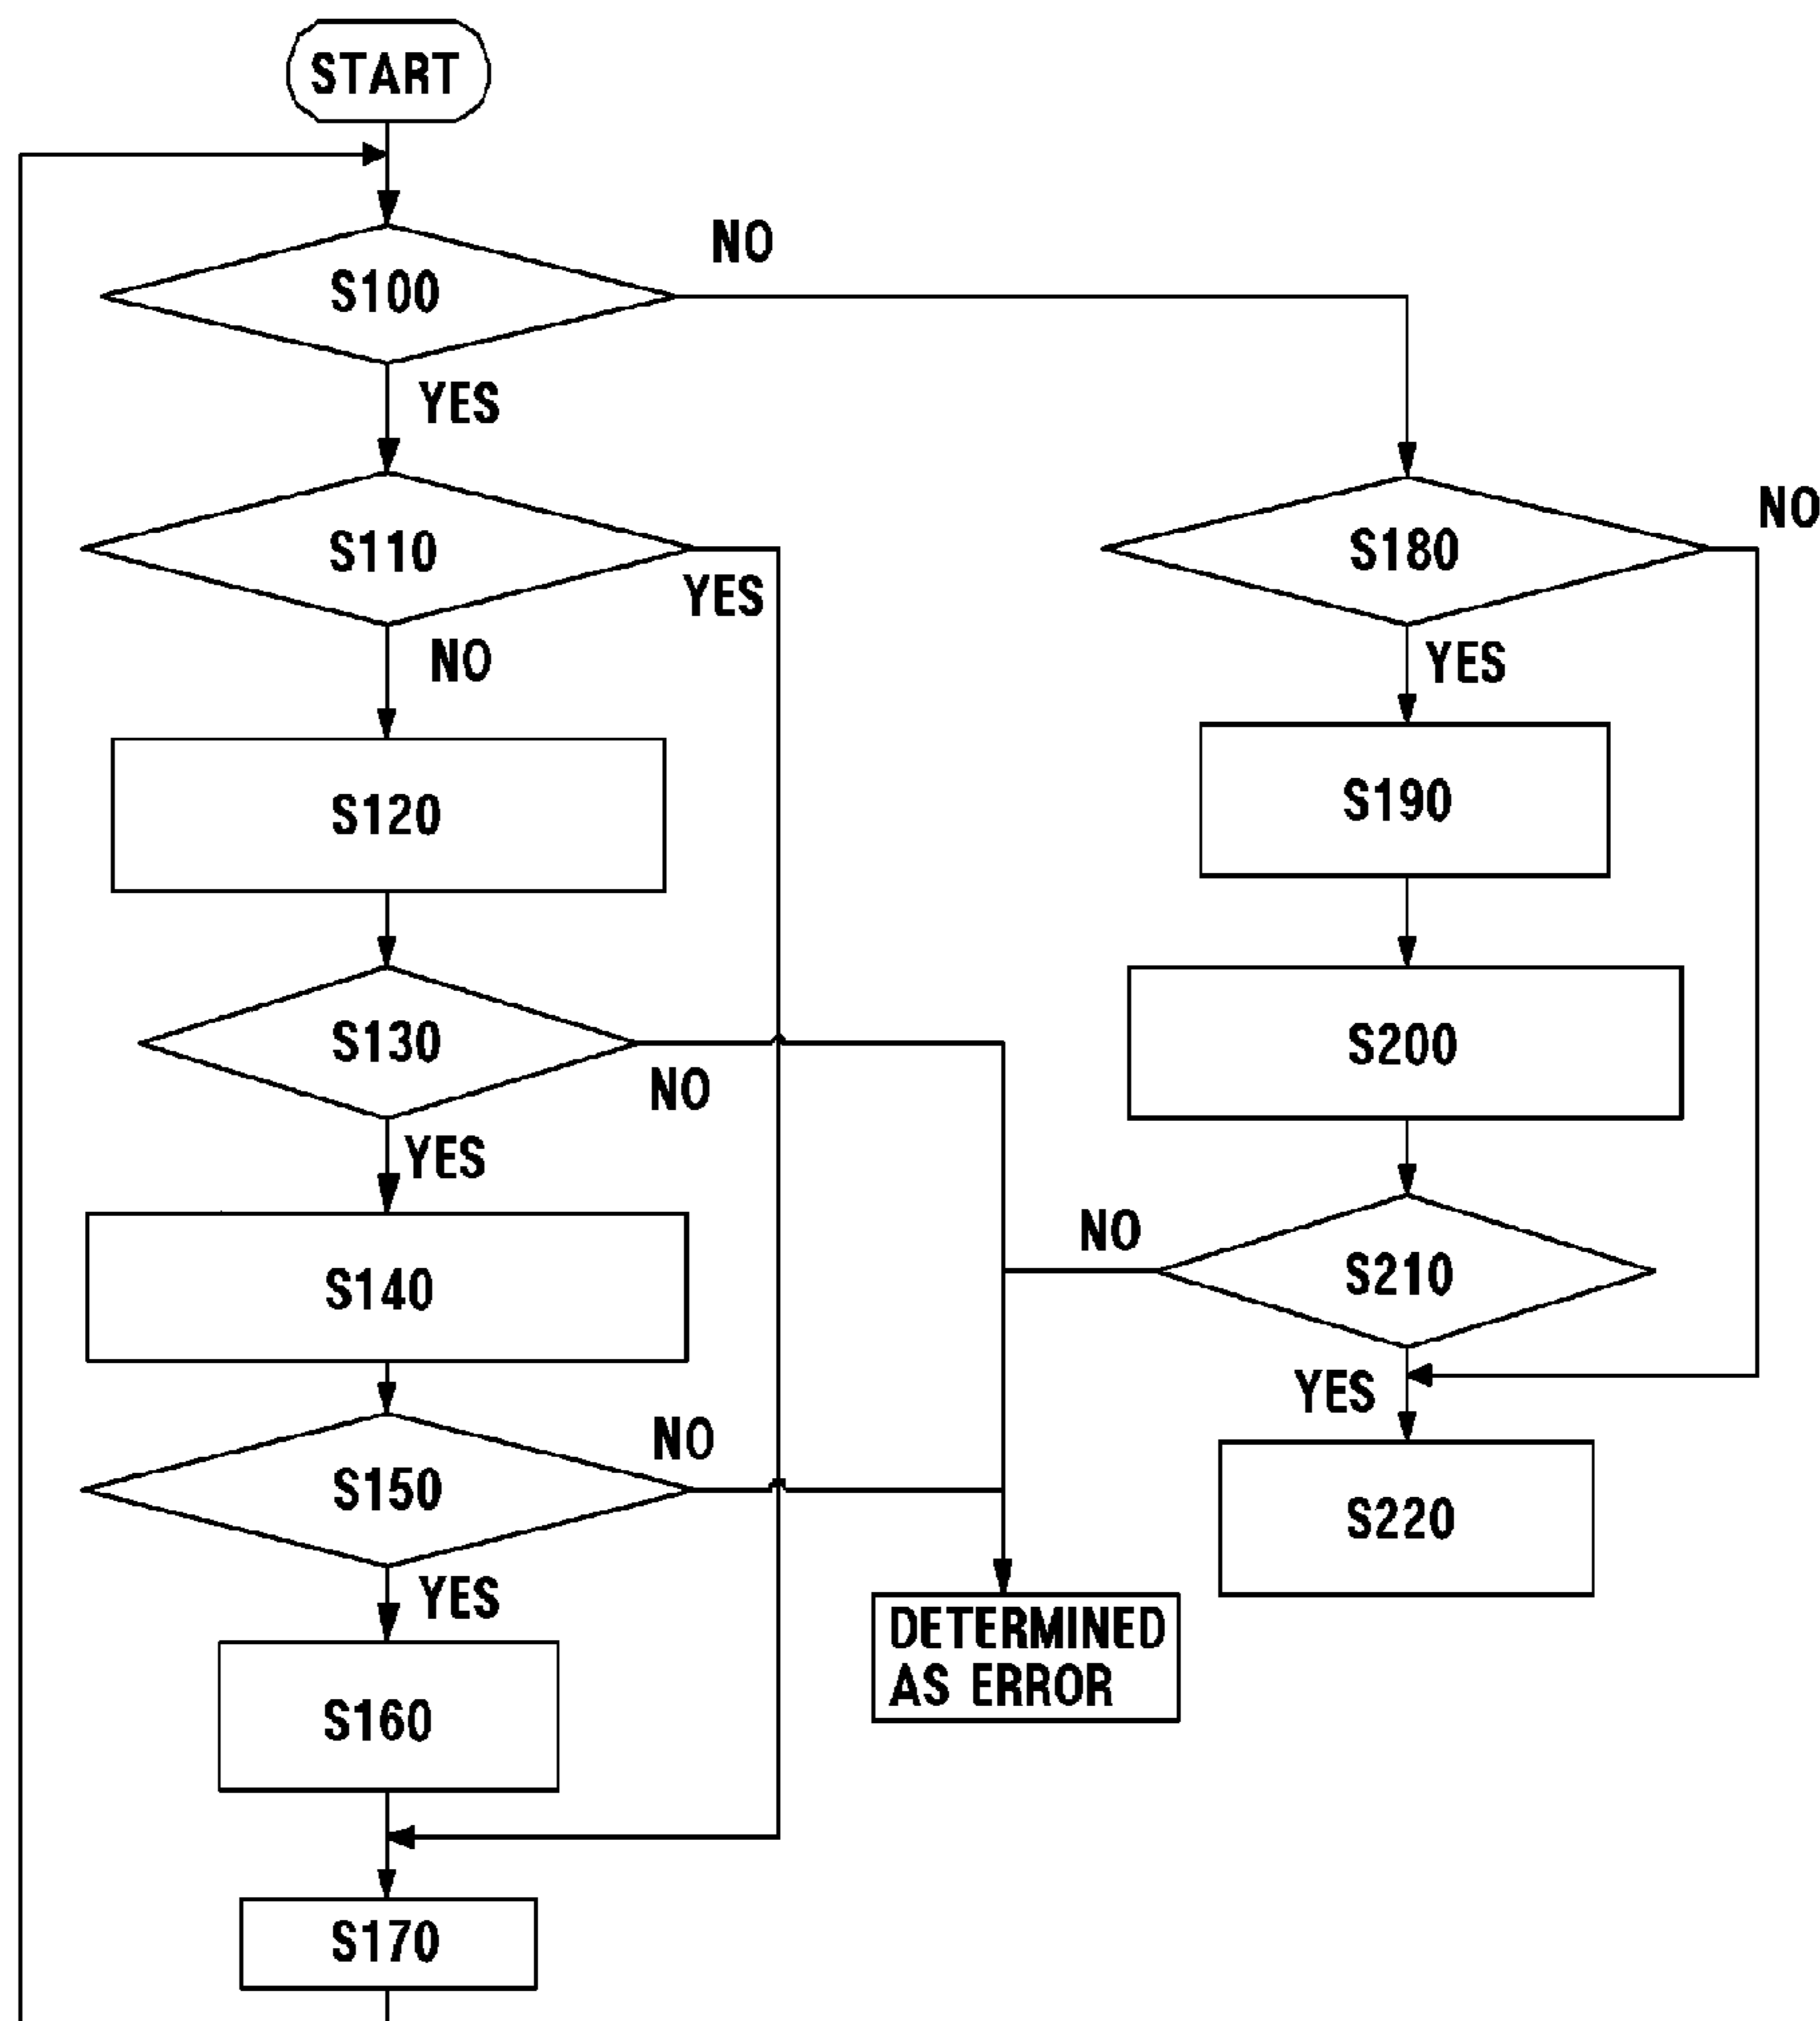 START
S100
NO
YES
S110
YES
NO
S120
S130
NO
YES
S140
S150
NO
YES
S160
S170
S180
NO
YES
S190
S200
S210
NO
YES
S220
DETERMINED
AS ERROR